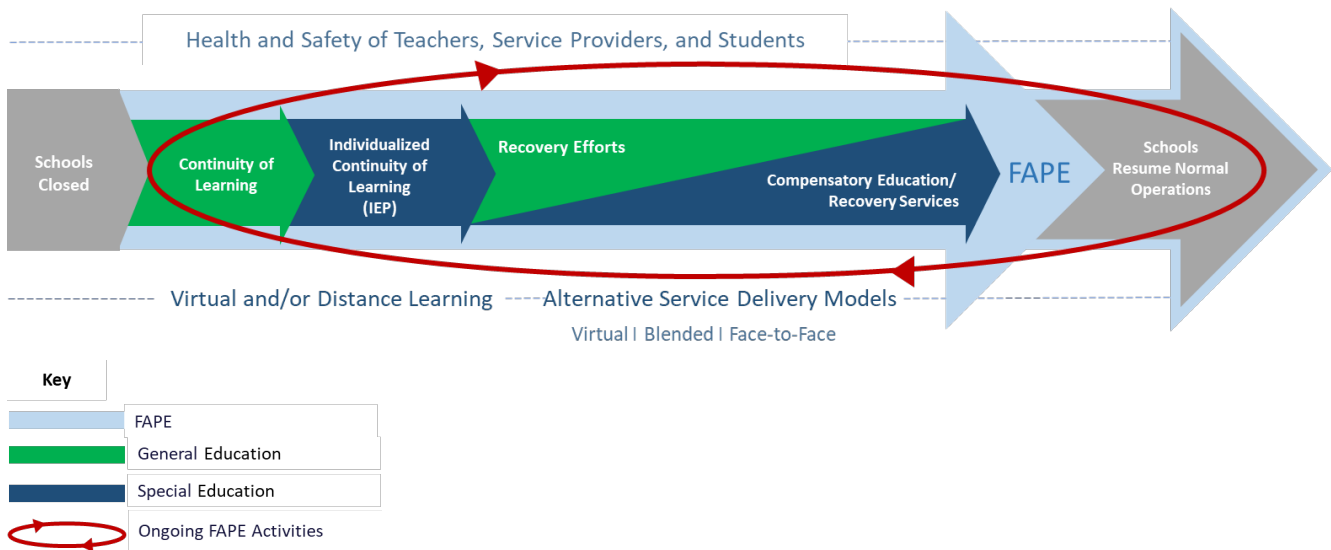 Health and Safety of Teachers, Service Providers, and Students
Schools
Closed
Continuity of
Learning
Individualized
Continuity of
Learning
(IEP)
Recovery Efforts
Compensatory Education/
Recovery Services
FAPE
Schools
Resume Normal
Operations
Virtual and/or Distance Learning
Alternative Service Delivery Models
Virtual | Blended | Face-to-Face
Key
FAPE
General Education
Special Education
Ongoing FAPE Activities